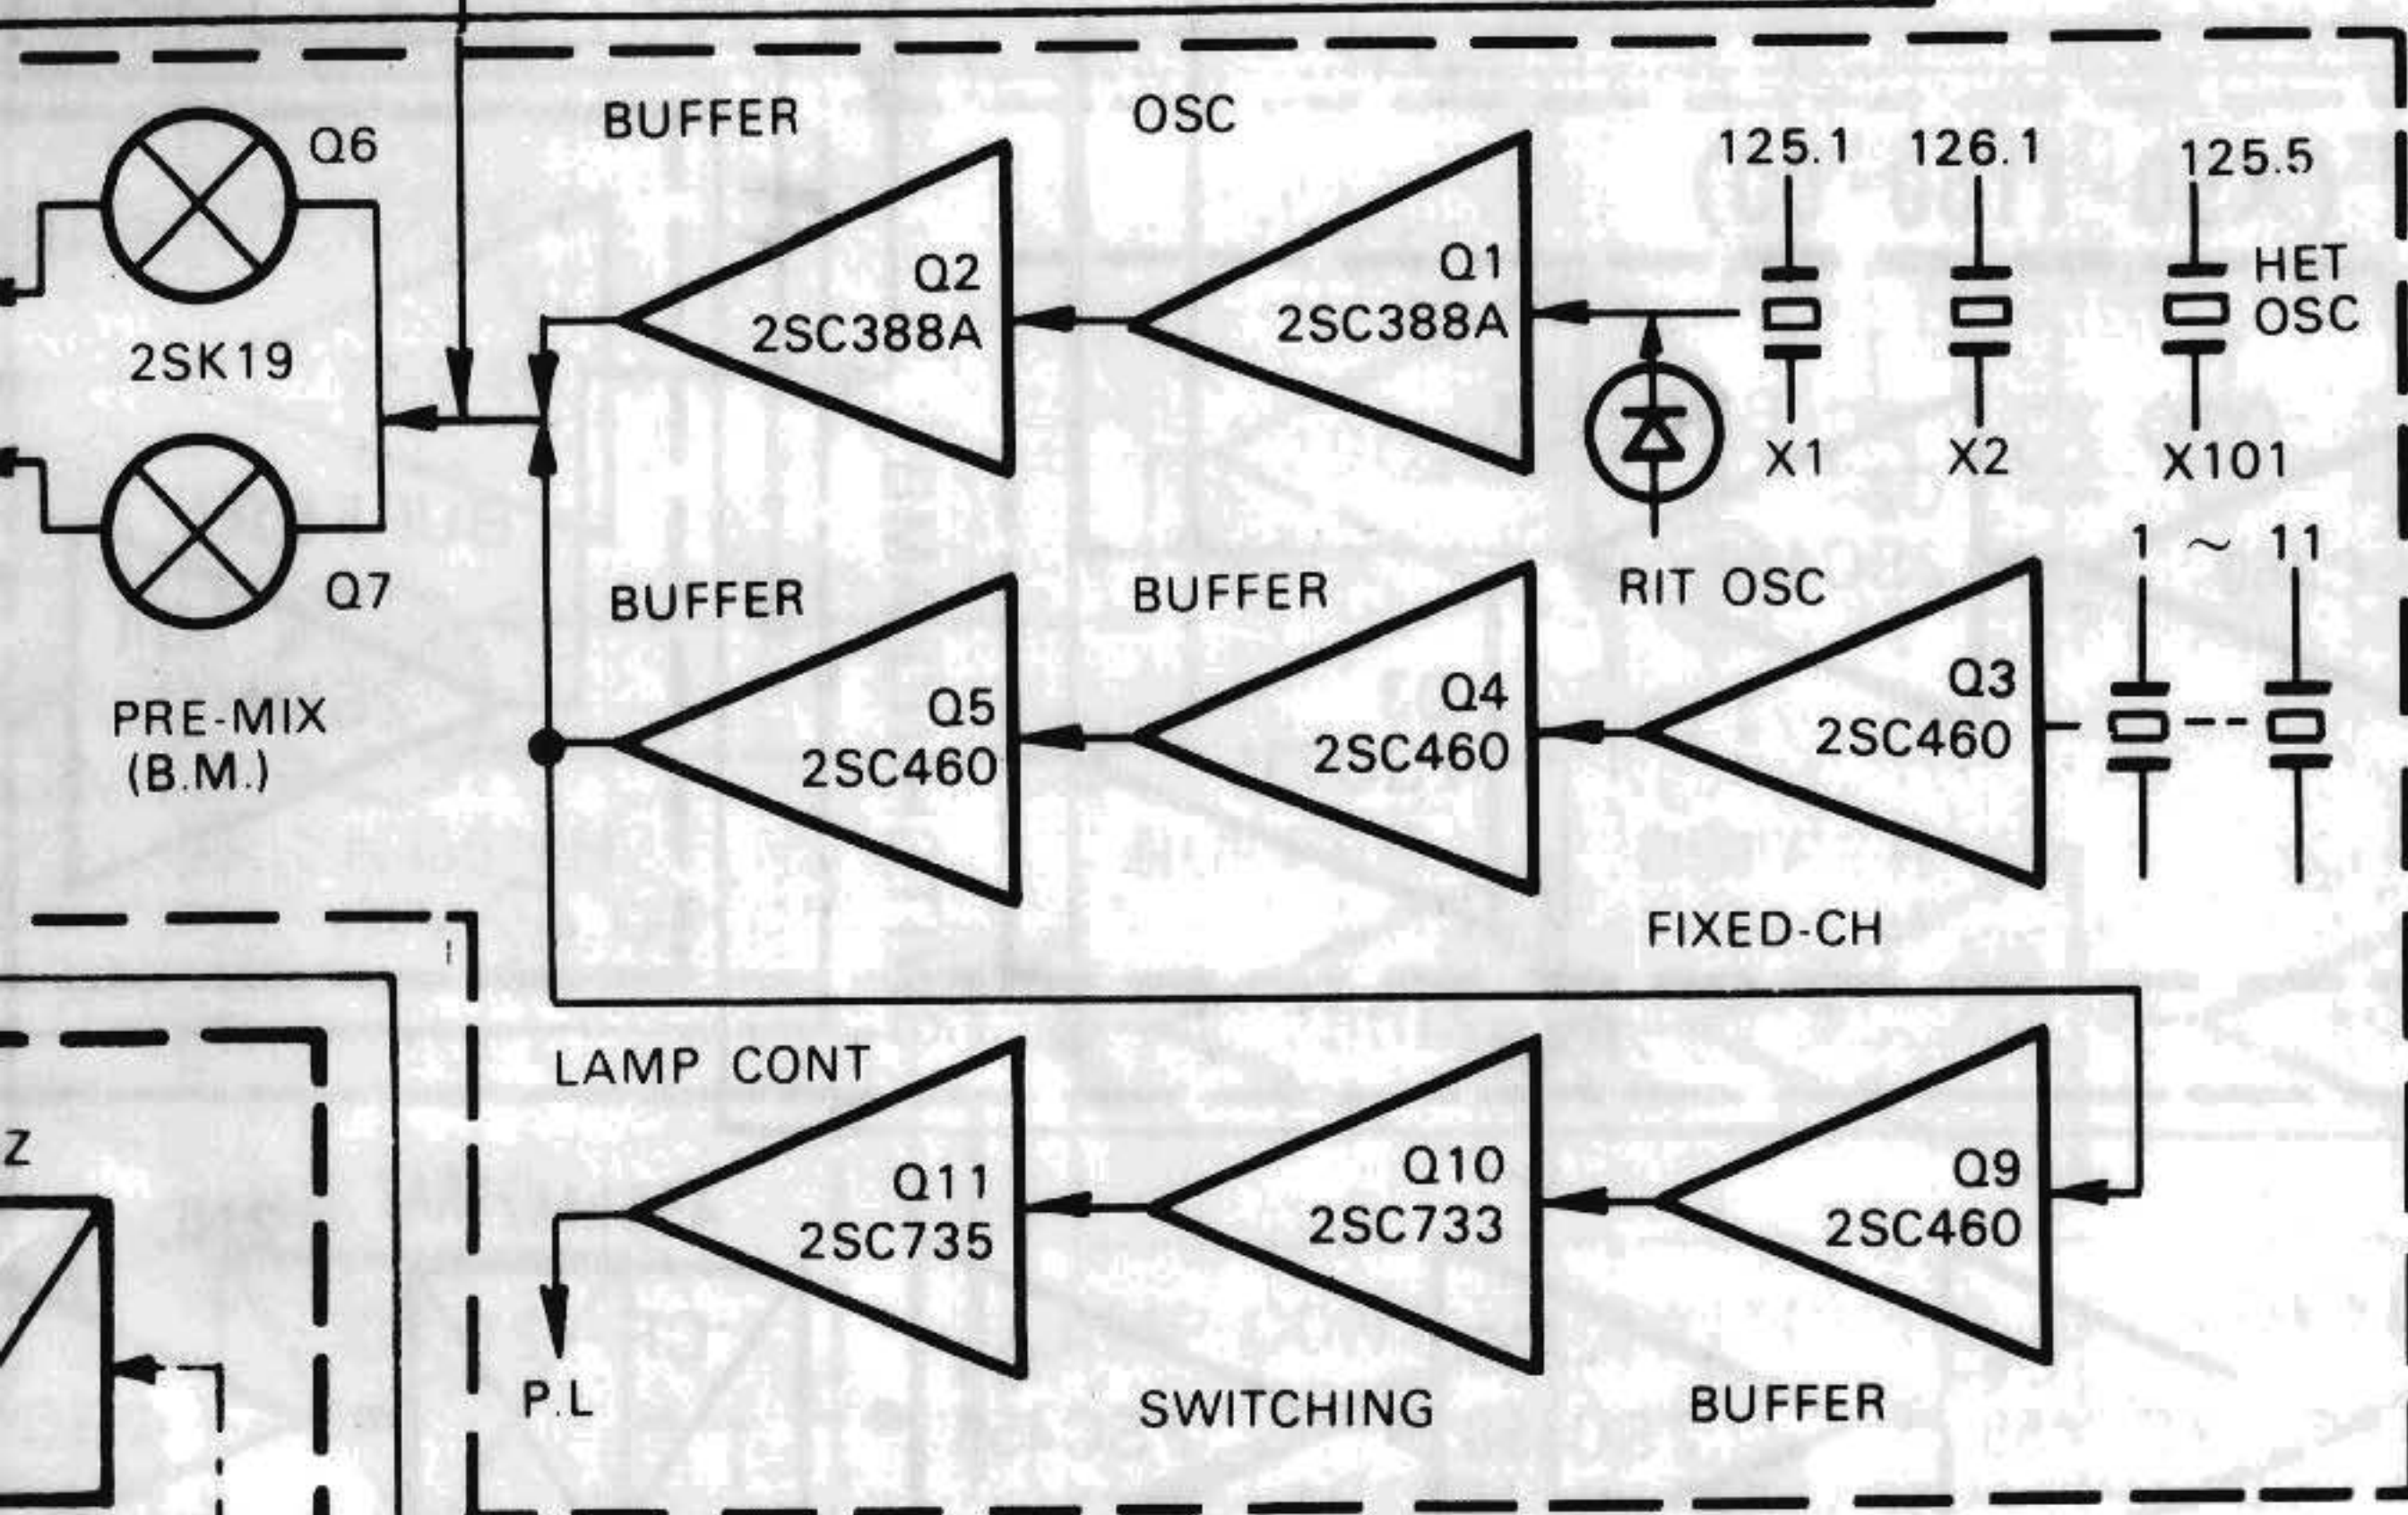 BUFFER
OSC
Q6
125.1
126.1
125.5
Q2
2SC388A
Q1
2SC388A
HET
OSC
2SK19
X1
X2
X101
1 ~ 11
Q7
BUFFER
BUFFER
RIT OSC
PRE-MIX
(B.M.)
Q5
2SC460
Q4
2SC460
Q3
2SC460
FIXED-CH
LAMP CONT
Z
Q11
2SC735
Q10
2SC733
Q9
2SC460
P.L
SWITCHING
BUFFER